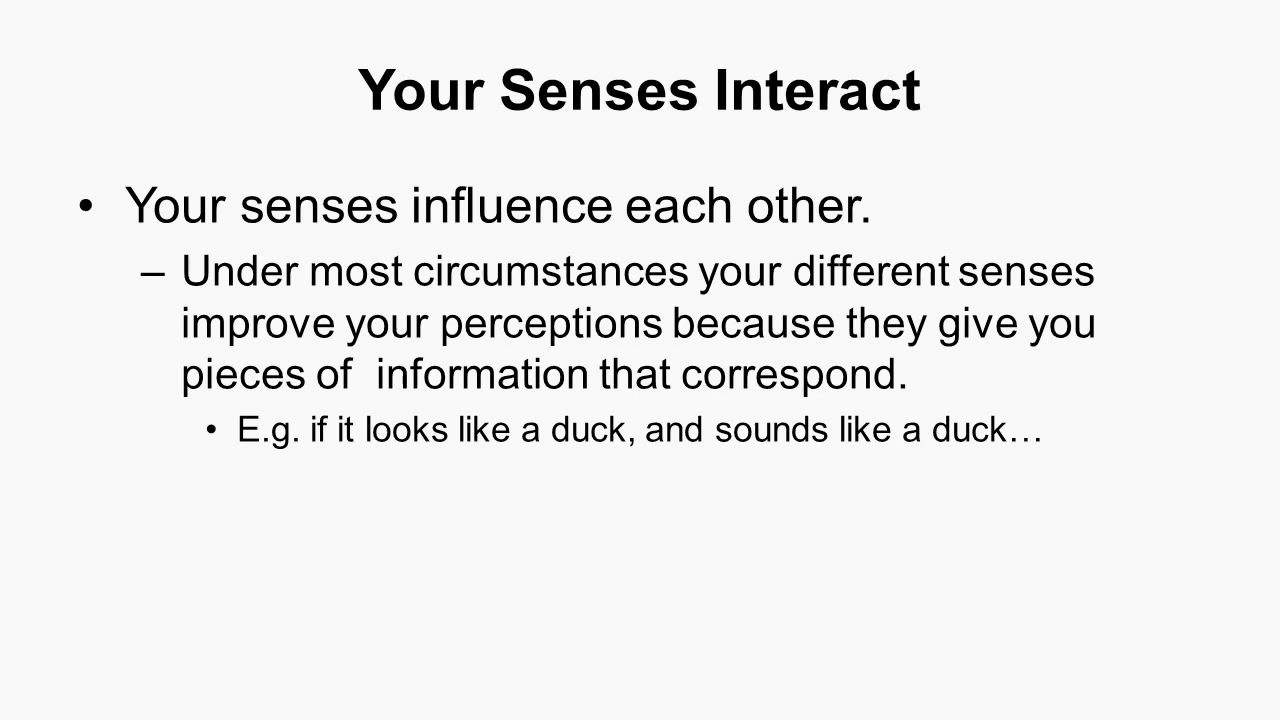 Your Senses Interact
• Your senses influence each other.
– Under most circumstances your different senses
improve your perceptions because they give you
pieces of  information that correspond.
• E.g. if it looks like a duck, and sounds like a duck…